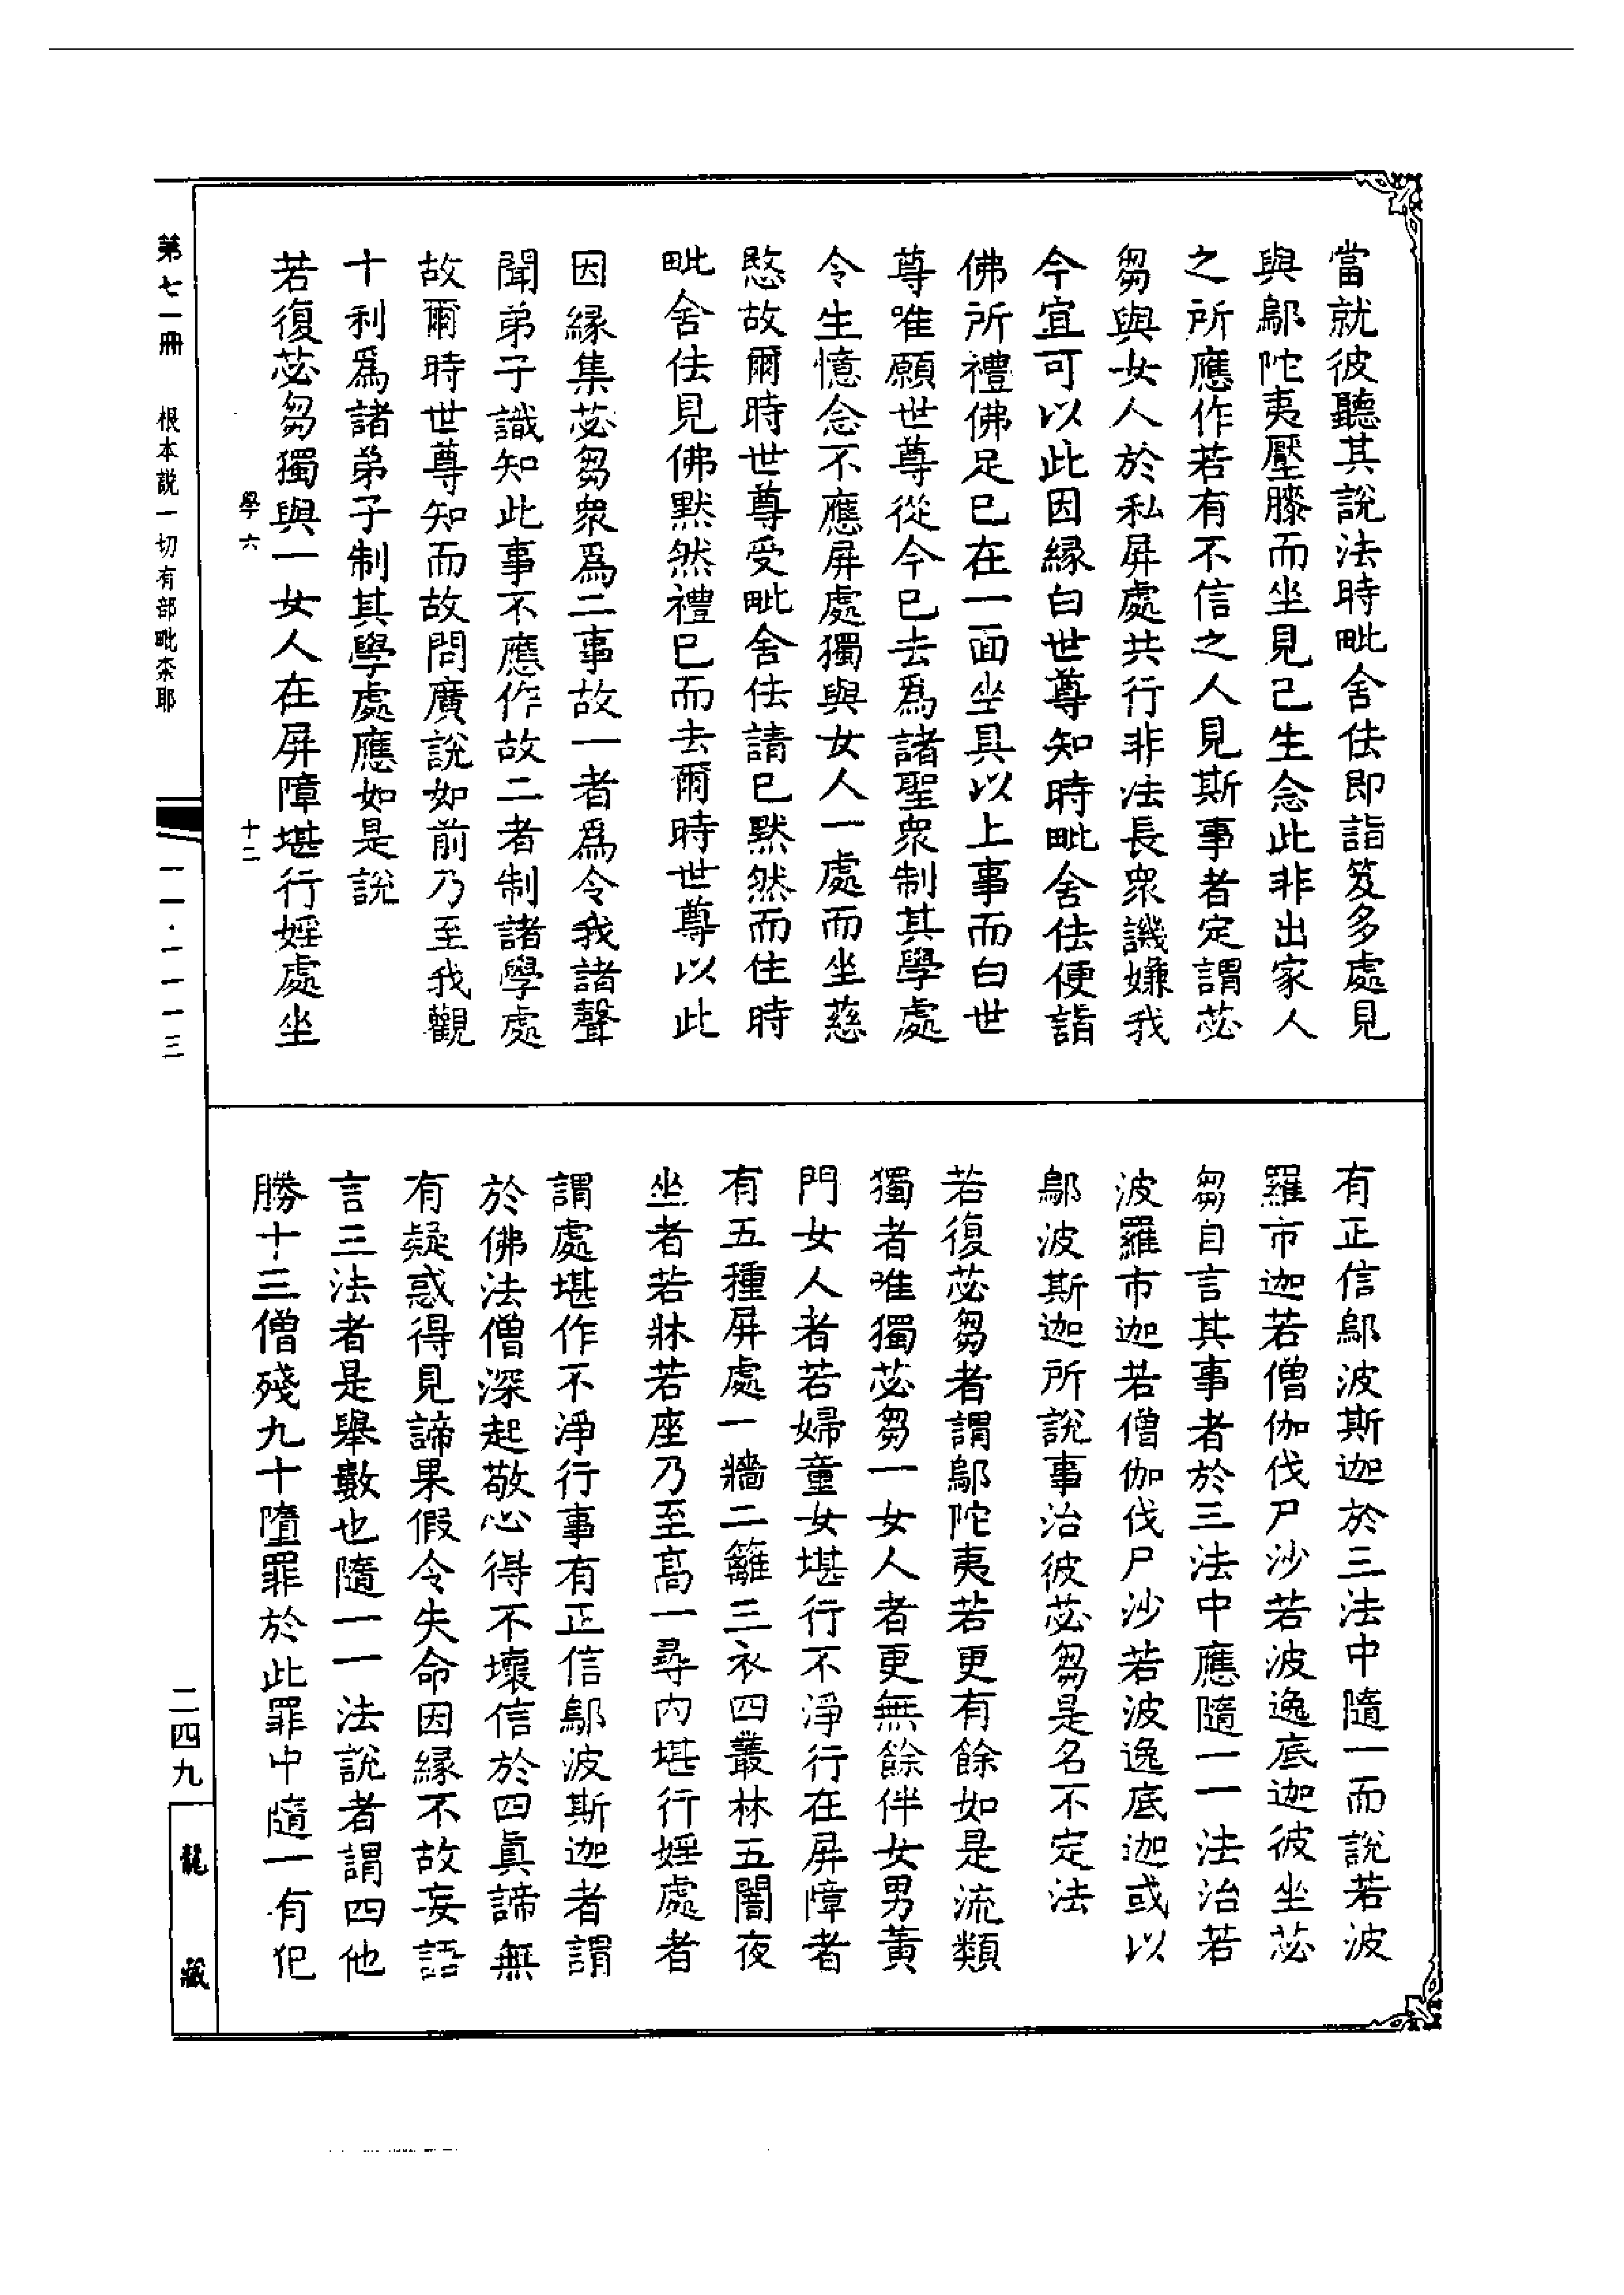 當就彼聽其說法時毗舍佉即詣笈多處見
與鄔陀夷壓膝而坐見已生念此非出家人
之所應作若有不信之人見斯事者定謂苾
芻與女人於私屏處共行非法長衆譏嫌我
今宜可以此因緣白世尊知時毗舍佉便詣
佛所禮佛足已在一面坐具以上事而白世
尊唯願世尊從今已去爲諸聖衆制其學處
令生憶念不應屏處獨與女人一處而坐慈
愍故爾時世尊受毗舍佉請已默然而住時
毗舍佉見佛默然禮已而去爾時世尊以此
因緣集苾芻衆爲二事故一者爲令我諸聲
聞弟子識知此事不應作故二者制諸學處
故爾時世尊知而故問廣說如前乃至我觀
十利爲諸弟子制其學處應如是說
若復苾芻獨與一女人在屏障堪行婬處坐
有正信鄔波斯迦於三法中隨一而說若波
羅市迦若僧伽伐尸沙若波逸底迦彼坐苾
芻自言其事者於三法中應隨一一法治若
波羅市迦若僧伽伐尸沙若波逸底迦或以
鄔波斯迦所說事治彼苾芻是名不定法
若復苾芻者謂鄔陀夷若更有餘如是流類
獨者唯獨苾芻一女人者更無餘伴女男黃
門女人者若婦童女堪行不淨行在屏障者
有五種屏處一牆二籬三衣四叢林五闇夜
坐者若牀若座乃至高一尋內堪行婬處者
謂處堪作不淨行事有正信鄔波斯迦者謂
於佛法僧深起敬心得不壞信於四眞諦無
有疑惑得見諦果假令失命因緣不故妄語
言三法者是舉數也隨一一法說者謂四他
勝十三僧殘九十墮罪於此罪中隨一有犯
學六
十二
第七一冊 根本說一切有部毗柰耶
一一·一一一三
二四九
龍藏